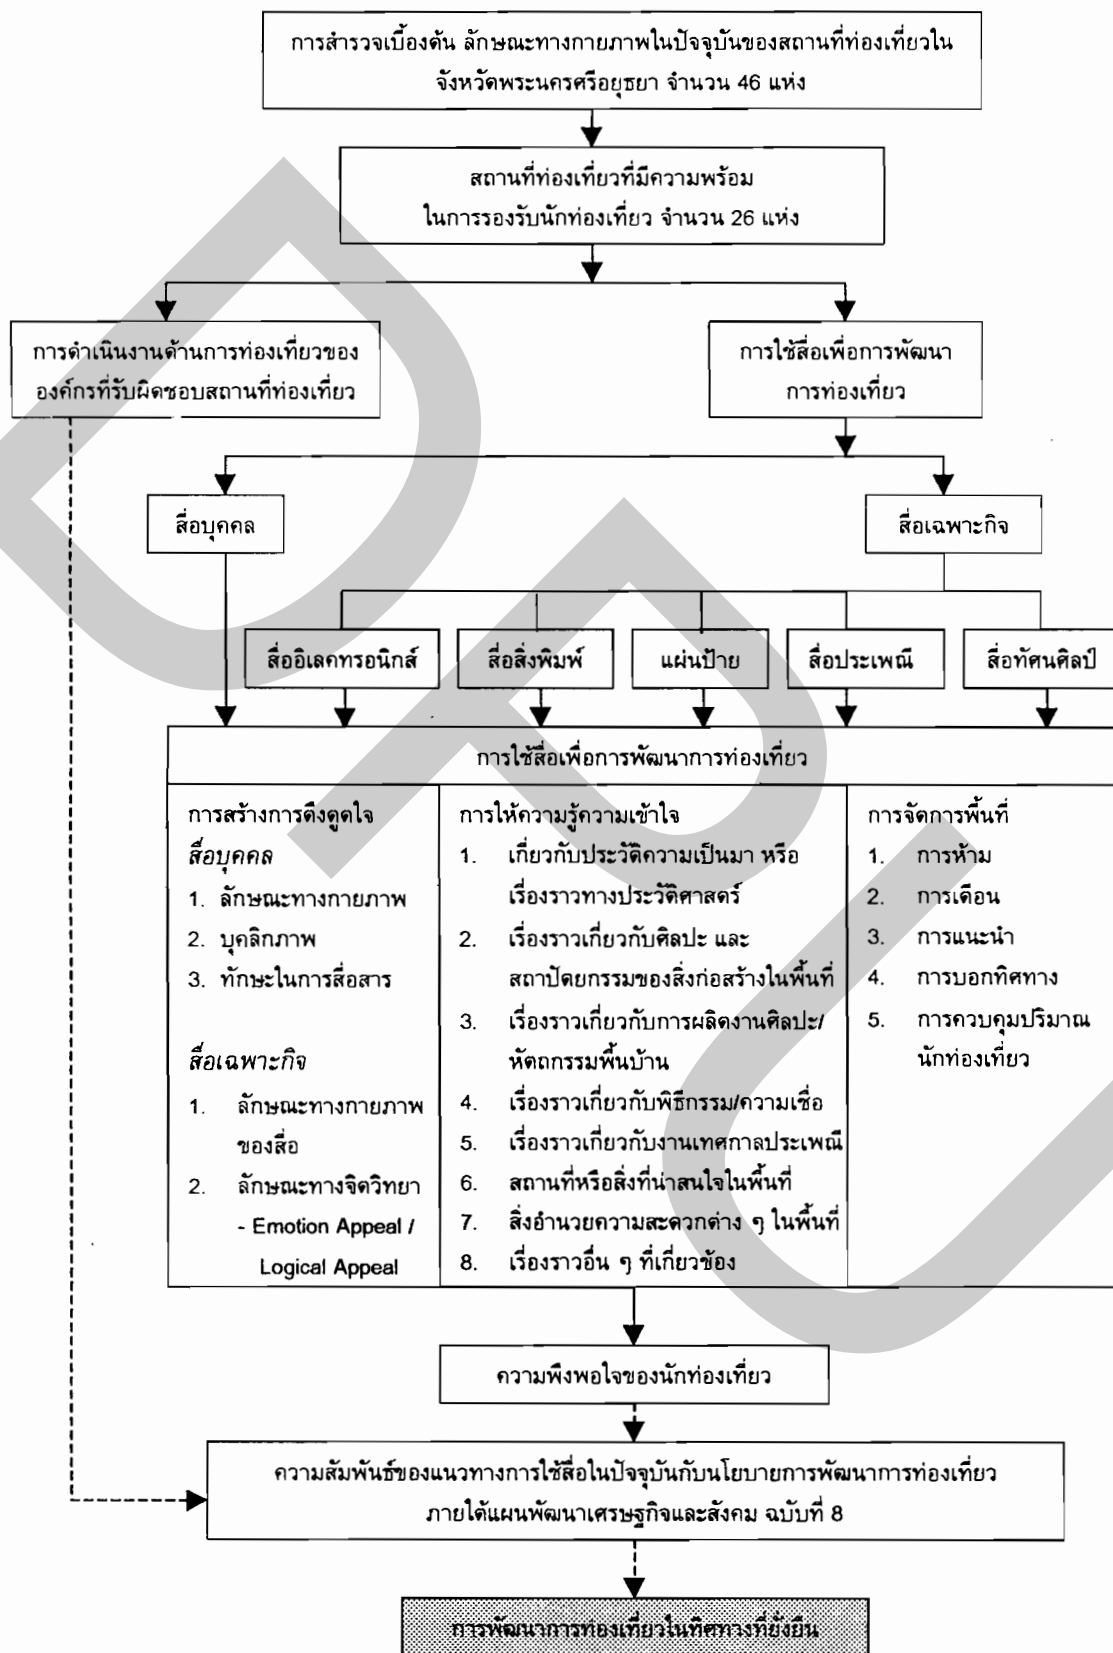 การสำรวจเบื้องต้น ลักษณะทางกายภาพในปัจจุบันของสถานที่ท่องเที่ยวใน
จังหวัดพระนครศรีอยุธยา จำนวน 46 แห่ง
สถานที่ท่องเที่ยวที่มีความพร้อม
ในการรองรับนักท่องเที่ยว จำนวน 26 แห่ง
การดำเนินงานด้านการท่องเที่ยวของ
องค์กรที่รับผิดชอบสถานที่ท่องเที่ยว
การใช้สื่อเพื่อการพัฒนา
การท่องเที่ยว
สื่อบุคคล
สื่อเฉพาะกิจ
สื่ออิเลคทรอนิกส์
สื่อสิ่งพิมพ์
แผ่นป้าย
สื่อประเพณี
สื่อทัศนศิลป์
การใช้สื่อเพื่อการพัฒนาการท่องเที่ยว
การสร้างการดึงดูดใจ
สื่อบุคคล
1. ลักษณะทางกายภาพ
2. บุคลิกภาพ
3. ทักษะในการสื่อสาร
สื่อเฉพาะกิจ
1. ลักษณะทางกายภาพ
ของสื่อ
2. ลักษณะทางจิตวิทยา
- Emotion Appeal /
Logical Appeal
การให้ความรู้ความเข้าใจ
1. เกี่ยวกับประวัติความเป็นมา หรือ
เรื่องราวทางประวัติศาสตร์
2. เรื่องราวเกี่ยวกับศิลปะ และ
สถาปัตยกรรมของสิ่งก่อสร้างในพื้นที่
3. เรื่องราวเกี่ยวกับการผลิตงานศิลปะ/
หัตถกรรมพื้นบ้าน
4. เรื่องราวเกี่ยวกับพิธีกรรม/ความเชื่อ
5. เรื่องราวเกี่ยวกับงานเทศกาลประเพณี
6. สถานที่หรือสิ่งที่น่าสนใจในพื้นที่
7. สิ่งอำนวยความสะดวกต่าง ๆ ในพื้นที่
8. เรื่องราวอื่น ๆ ที่เกี่ยวข้อง
การจัดการพื้นที่
1. การห้าม
2. การเตือน
3. การแนะนำ
4. การบอกทิศทาง
5. การควบคุมปริมาณ
นักท่องเที่ยว
ความพึงพอใจของนักท่องเที่ยว
ความสัมพันธ์ของแนวทางการใช้สื่อในปัจจุบันกับนโยบายการพัฒนาการท่องเที่ยว
ภายใต้แผนพัฒนาเศรษฐกิจและสังคม ฉบับที่ 8
การพัฒนาการท่องเที่ยวในทิศทางที่ยั่งยืน